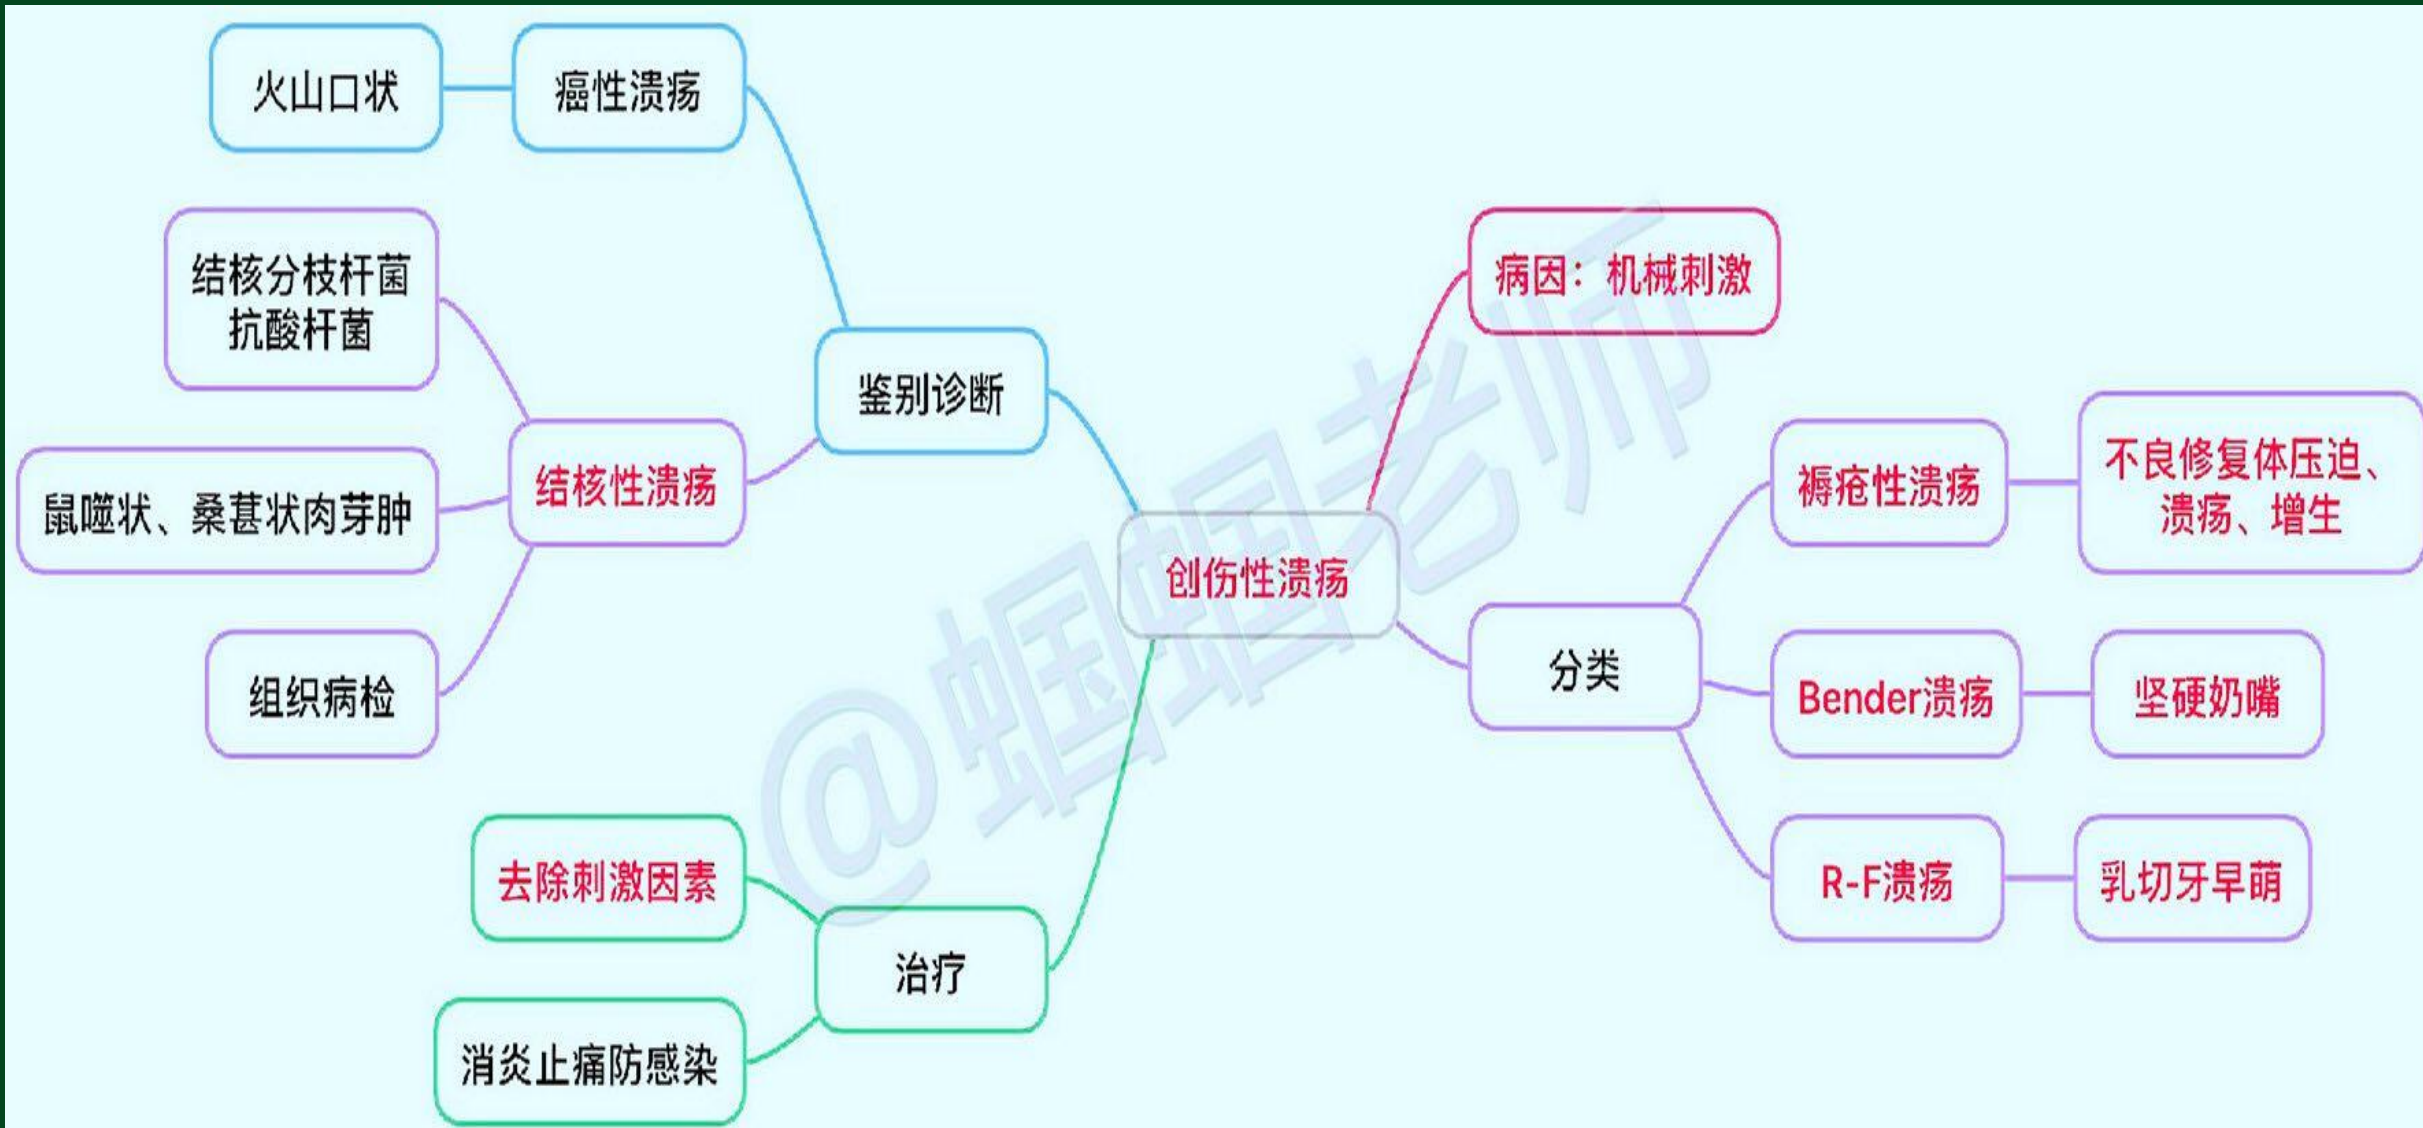 火山口状
癌性溃疡
结核分枝杆菌
抗酸杆菌
鼠噬状、桑葚状肉芽肿
组织病检
结核性溃疡
鉴别诊断
去除刺激因素
消炎止痛防感染
治疗
创伤性溃疡
病因：机械刺激
分类
褥疮性溃疡
不良修复体压迫、
溃疡、增生
Bender溃疡
坚硬奶嘴
R-F溃疡
乳切牙早萌
@蝈蝈老师